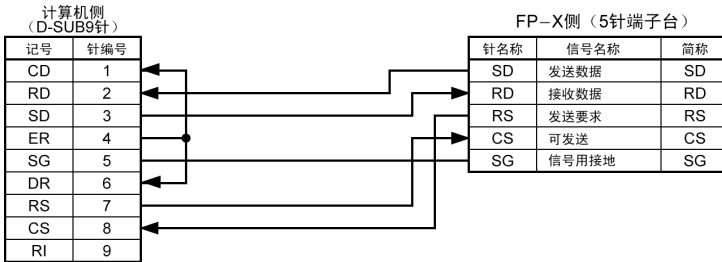 计算机侧
（D-SUB9针）
记号 针编号
CD 1
RD 2
SD 3
ER 4
SG 5
DR 6
RS 7
CS 8
RI 9
FP-X侧（5针端子台）
针名称 信号名称 简称
SD 发送数据 SD
RD 接收数据 RD
RS 发送要求 RS
CS 可发送 CS
SG 信号用接地 SG